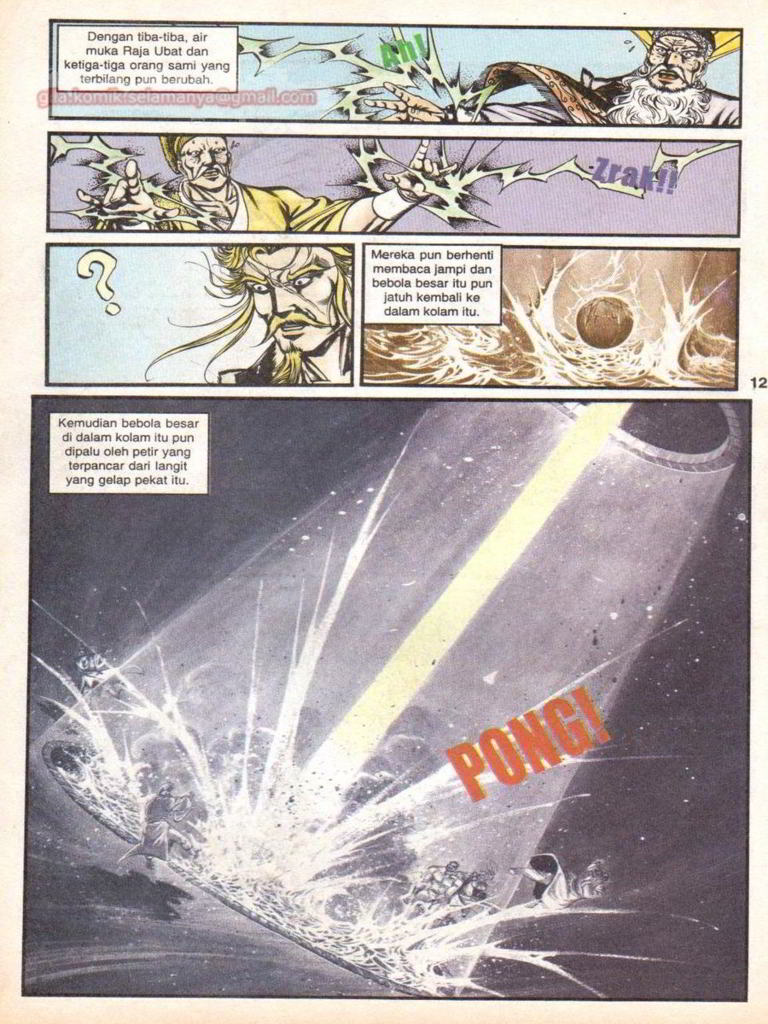 Dengan tiba-tiba, air
muka Raja Ubat dan
ketiga-tiga orang sami yang
terbilang pun berubah.
Ah!
gila.komik.selamanya@gmail.com
Zrak!!
?
Mereka pun berhenti
membaca jampi dan
bebola besar itu pun
jatuh kembali ke
dalam kolam itu.
12
Kemudian bebola besar
di dalam kolam itu pun
dipalu oleh petir yang
terpancar dari langit
yang gelap pekat itu.
PONG!